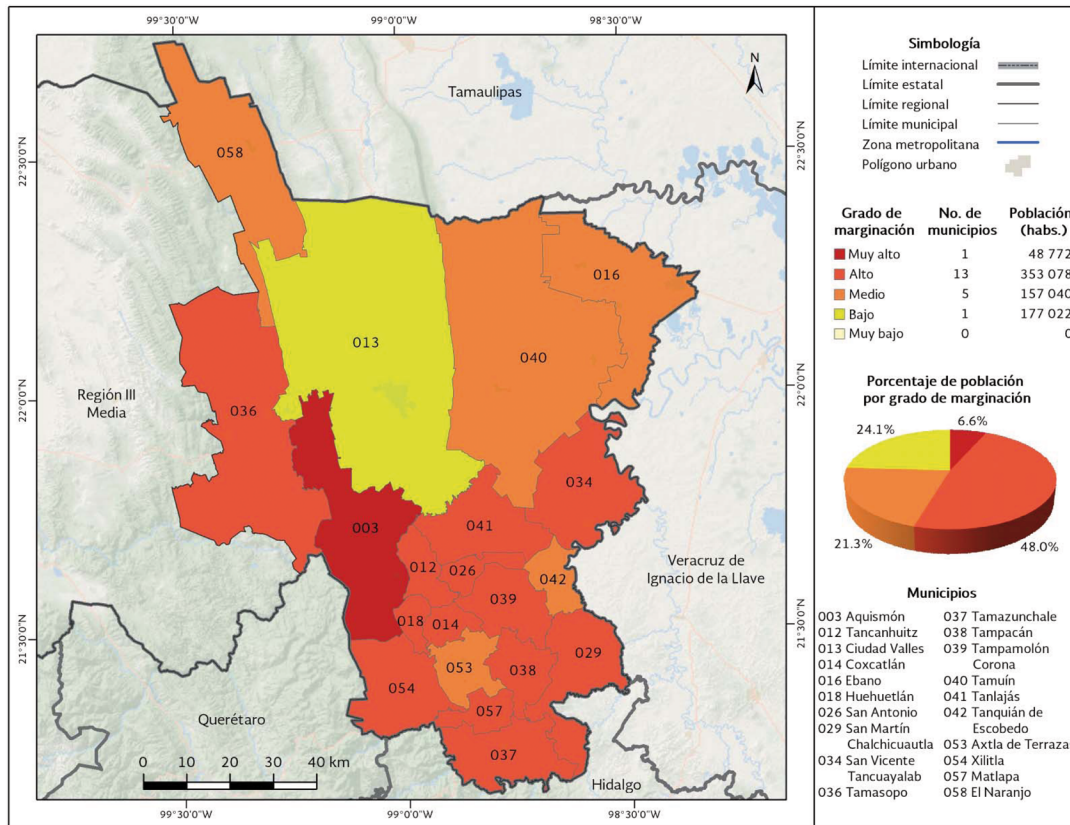 99°30'0"W 99°0'0"W 98°30'0"W
22°30'0"N
22°0'0"N
21°30'0"N
22°30'0"N
22°0'0"N
21°30'0"N
N
Tamaulipas
058
016
013
040
Región III
Media
036
034
003
041
Veracruz de
Ignacio de la Llave
012
026
042
039
018
014
053
038
029
054
057
Querétaro
037
0 10 20 30 40 km
Hidalgo
99°30'0"W 99°0'0"W 98°30'0"W
Simbología
Límite internacional
Límite estatal
Límite regional
Límite municipal
Zona metropolitana
Polígono urbano
Grado de marginación No. de municipios Población (habs.)
Muy alto 1 48 772
Alto 13 353 078
Medio 5 157 040
Bajo 1 177 022
Muy bajo 0 0
Porcentaje de población
por grado de marginación
24.1% 6.6%
21.3% 48.0%
Municipios
003 Aquismón
012 Tancanhuitz
013 Ciudad Valles
014 Coxcatlán
016 Ebano
018 Huehuetlán
026 San Antonio
029 San Martín
Chalchicuautla
034 San Vicente
Tancuayalab
036 Tamasopo
037 Tamazunchale
038 Tampacán
039 Tampamolón
Corona
040 Tamuín
041 Tanlajás
042 Tanquián de
Escobedo
053 Axtla de Terraza
054 Xilitla
057 Matlapa
058 El Naranjo